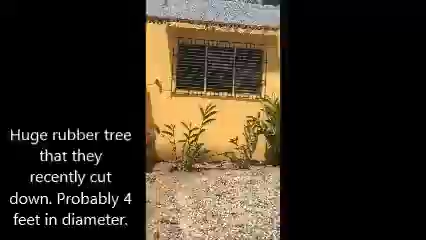 Huge rubber tree
that they
recently cut
down. Probably 4
feet in diameter.